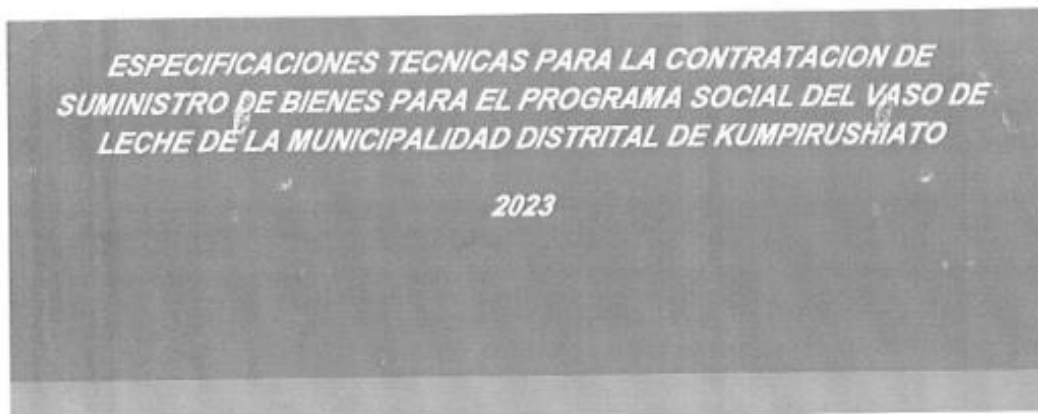 ESPECIFICACIONES TECNICAS PARA LA CONTRATACION DE
SUMINISTRO DE BIENES PARA EL PROGRAMA SOCIAL DEL VASO DE
LECHE DE LA MUNICIPALIDAD DISTRITAL DE KUMPIRUSHIATO
2023